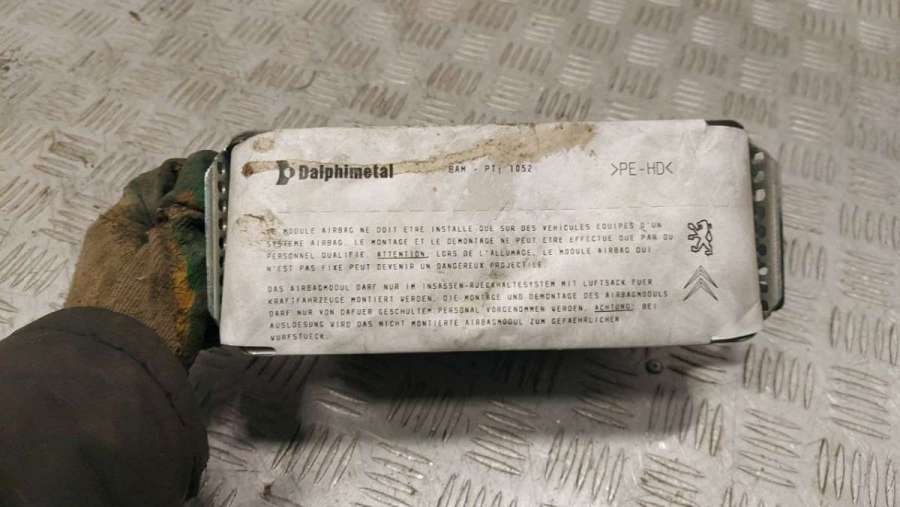 Dalphimetal
BAM - PT: 1052
>PE-HD<
LE MODULE AIRBAG NE DOIT ETRE INSTALLE QUE SUR DES VEHICULES EQUIPES D'UN
SYSTEME AIRBAG. LE MONTAGE ET LE DEMONTAGE NE PEUT ETRE EFFECTUE QUE PAR DU
PERSONNEL QUALIFIE. ATTENTION, LORS DE L'ALLUMAGE, LE MODULE AIRBAG QUI
N'EST PAS FIXE PEUT DEVENIR UN DANGEREUX PROJECTILE.
DAS AIRBAGMODUL DARF NUR IM INSASSEN-RUECKHALTESYSTEM MIT LUFTSACK FUER
KRAFTFAHRZEUGE MONTIERT WERDEN. DIE MONTAGE UND DEMONTAGE DES AIRBAGMODULS
DARF NUR VON DAFUER GESCHULTEM PERSONAL VORGENOMMEN WERDEN. ACHTUNG: BEI
AUSLOESUNG WIRD DAS NICHT MONTIERTE AIRBAGMODUL ZUM GEFAEHRLICHEN
WURFSTUECK.